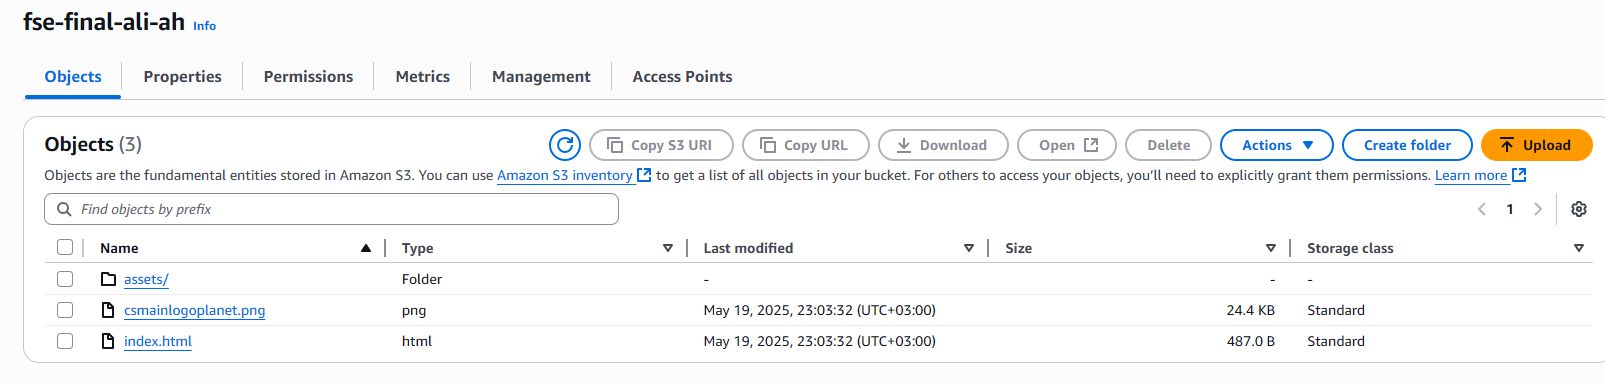 fse-final-ali-ah Info
Objects Properties Permissions Metrics Management Access Points
Objects (3) Copy S3 URI Copy URL Download Open Delete Actions Create folder Upload
Objects are the fundamental entities stored in Amazon S3. You can use Amazon S3 inventory to get a list of all objects in your bucket. For others to access your objects, you'll need to explicitly grant them permissions. Learn more
Find objects by prefix 1
Name Type Last modified Size Storage class
assets/ Folder - - -
csmainlogoplanet.png png May 19, 2025, 23:03:32 (UTC+03:00) 24.4 KB Standard
index.html html May 19, 2025, 23:03:32 (UTC+03:00) 487.0 B Standard